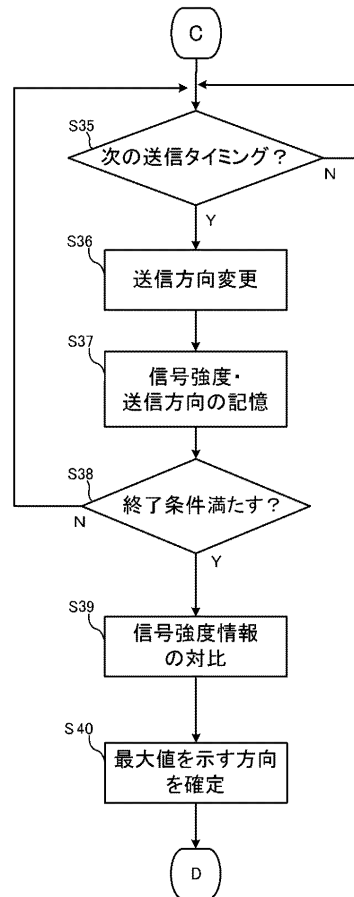 C
S35
次の送信タイミング？
N
Y
S36
送信方向変更
S37
信号強度・
送信方向の記憶
S38
終了条件満たす？
N
Y
S39
信号強度情報
の対比
S40
最大値を示す方向
を確定
D